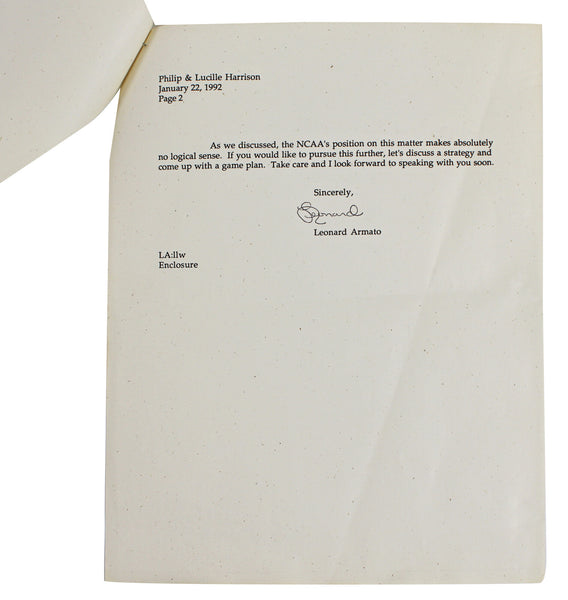 Philip & Lucille Harrison
January 22, 1992
Page 2
As we discussed, the NCAA's position on this matter makes absolutely
no logical sense. If you would like to pursue this further, let's discuss a strategy and
come up with a game plan. Take care and I look forward to speaking with you soon.
Sincerely,
Leonard
Leonard Armato
LA:llw
Enclosure